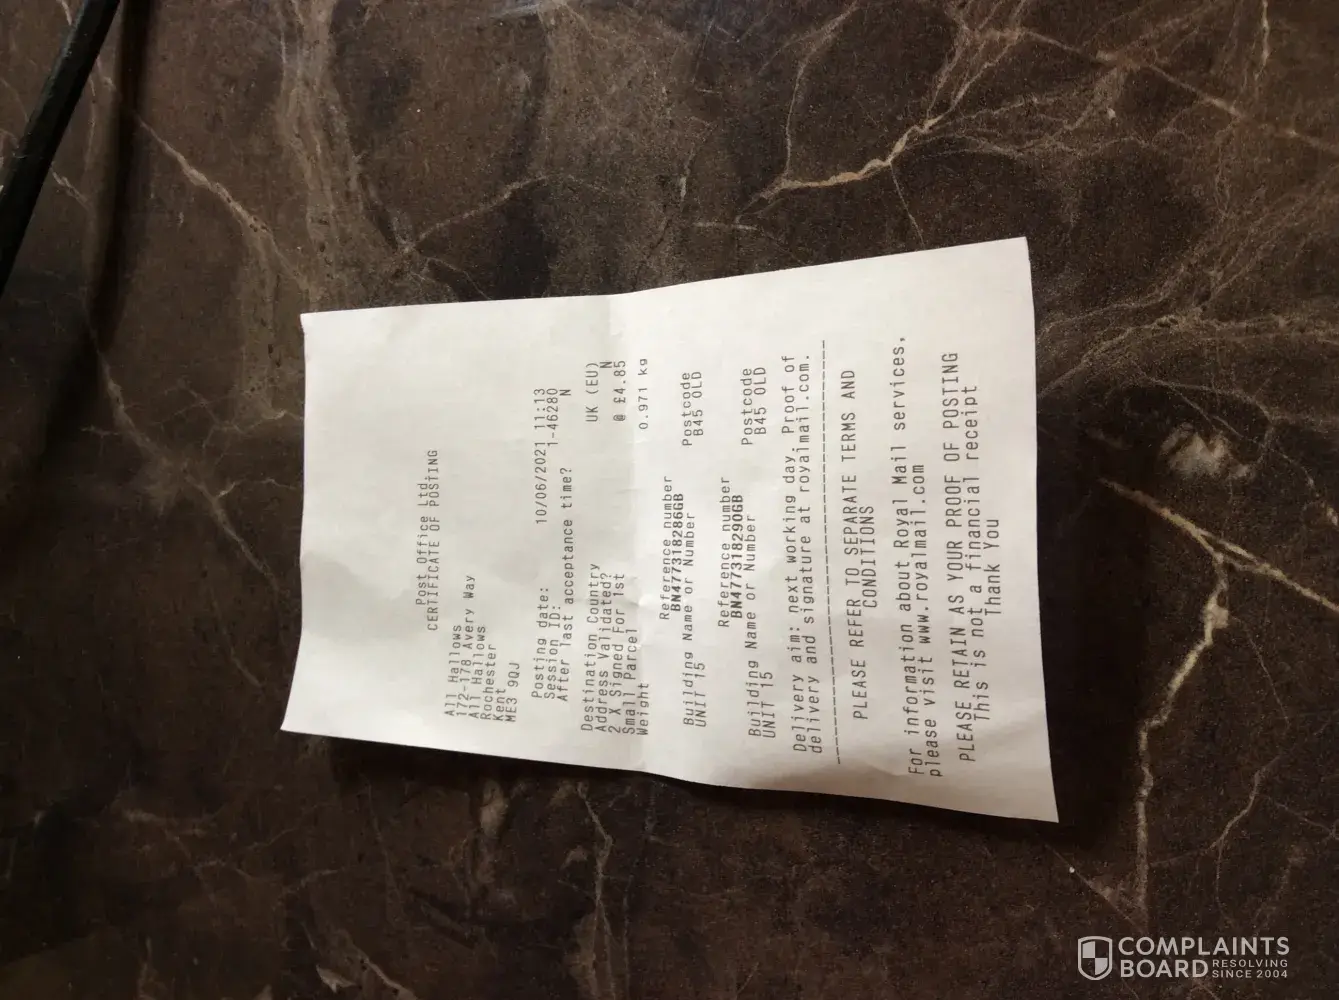 Post Office Ltd.
CERTIFICATE OF POSTING
All Hallows
172-178 Avery Way
All Hallows
Rochester
Kent
ME3 9QJ
Posting date: 10/06/2021 11:13
Session ID: 1-46280
After last acceptance time? N
Destination Country UK (EU)
Address Validated? N
2 X Signed For 1st @ £4.85
Small Parcel
Weight 0.971 kg
Reference number
BN477318286GB
Building Name or Number Postcode
UNIT 15 B45 OLD
Reference number
BN477318290GB
Building Name or Number Postcode
UNIT 15 B45 OLD
Delivery aim: next working day. Proof of
delivery and signature at royalmail.com.
PLEASE REFER TO SEPARATE TERMS AND
CONDITIONS
For information about Royal Mail services,
please visit www.royalmail.com
PLEASE RETAIN AS YOUR PROOF OF POSTING
This is not a financial receipt
Thank You
COMPLAINTS
BOARD RESOLVING
SINCE 2004